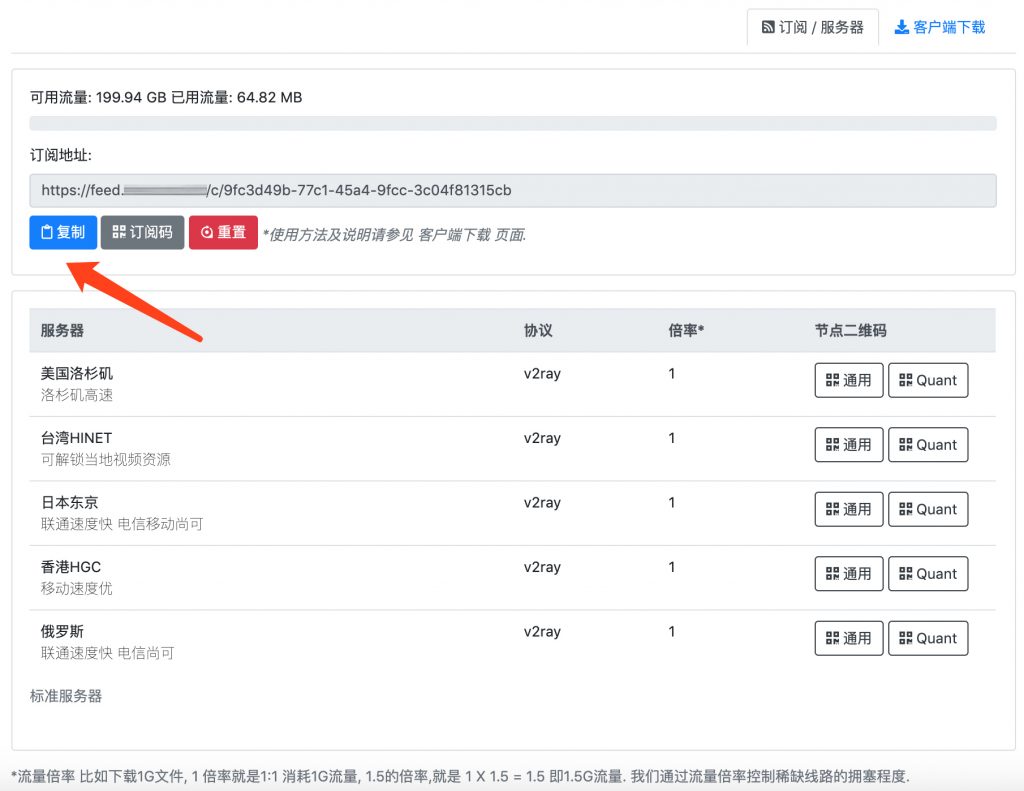 订阅 / 服务器 客户端下载
可用流量: 199.94 GB 已用流量: 64.82 MB
订阅地址:
https://feed. /c/9fc3d49b-77c1-45a4-9fcc-3c04f81315cb
复制 订阅码 重置 *使用方法及说明请参见 客户端下载 页面.
服务器 协议 倍率* 节点二维码
美国洛杉矶 v2ray 1 通用 Quant
洛杉矶高速
台湾HINET v2ray 1 通用 Quant
可解锁当地视频资源
日本东京 v2ray 1 通用 Quant
联通速度快 电信移动尚可
香港HGC v2ray 1 通用 Quant
移动速度优
俄罗斯 v2ray 1 通用 Quant
联通速度快 电信尚可
标准服务器
*流量倍率 比如下载1G文件, 1 倍率就是1:1 消耗1G流量, 1.5的倍率,就是 1 X 1.5 = 1.5 即1.5G流量. 我们通过流量倍率控制稀缺线路的拥塞程度.